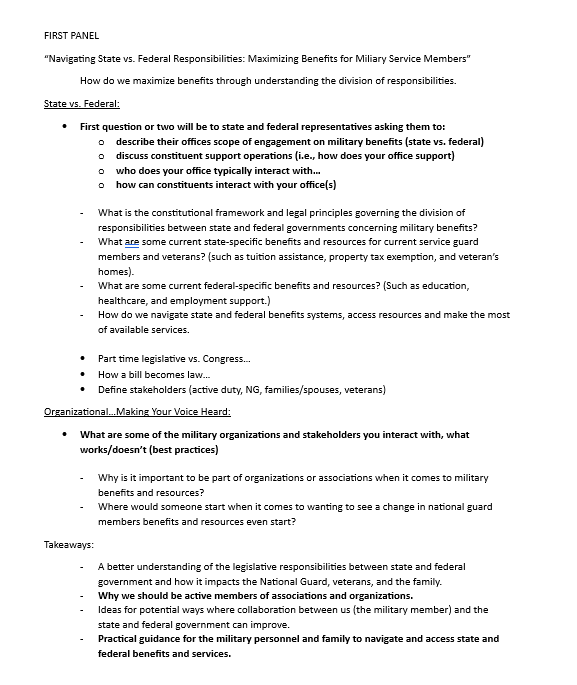 FIRST PANEL
“Navigating State vs. Federal Responsibilities: Maximizing Benefits for Miliary Service Members”
How do we maximize benefits through understanding the division of responsibilities.
State vs. Federal:
• First question or two will be to state and federal representatives asking them to:
o describe their offices scope of engagement on military benefits (state vs. federal)
o discuss constituent support operations (i.e., how does your office support)
o who does your office typically interact with…
o how can constituents interact with your office(s)
- What is the constitutional framework and legal principles governing the division of
responsibilities between state and federal governments concerning military benefits?
- What are some current state-specific benefits and resources for current service guard
members and veterans? (such as tuition assistance, property tax exemption, and veteran’s
homes).
- What are some current federal-specific benefits and resources? (Such as education,
healthcare, and employment support.)
- How do we navigate state and federal benefits systems, access resources and make the most
of available services.
• Part time legislative vs. Congress…
• How a bill becomes law…
• Define stakeholders (active duty, NG, families/spouses, veterans)
Organizational…Making Your Voice Heard:
• What are some of the military organizations and stakeholders you interact with, what
works/doesn’t (best practices)
- Why is it important to be part of organizations or associations when it comes to military
benefits and resources?
- Where would someone start when it comes to wanting to see a change in national guard
members benefits and resources even start?
Takeaways:
- A better understanding of the legislative responsibilities between state and federal
government and how it impacts the National Guard, veterans, and the family.
- Why we should be active members of associations and organizations.
- Ideas for potential ways where collaboration between us (the military member) and the
state and federal government can improve.
- Practical guidance for the military personnel and family to navigate and access state and
federal benefits and services.